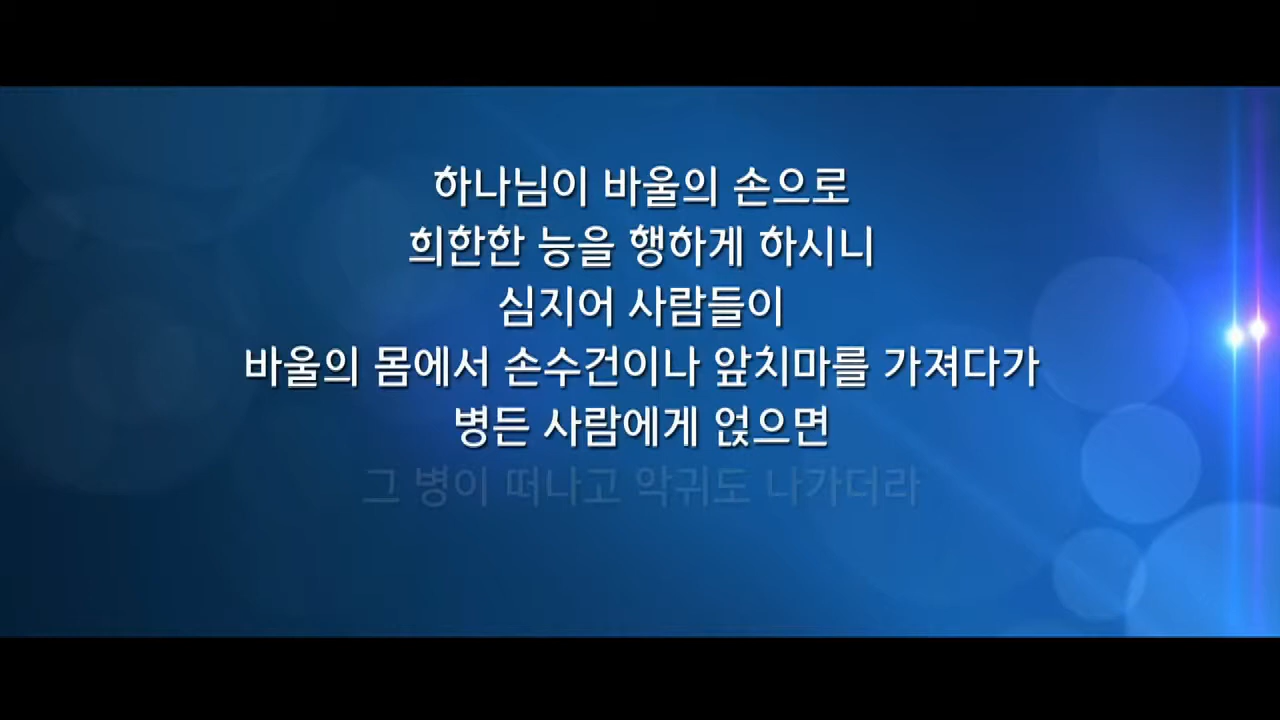 하나님이 바울의 손으로
희한한 능을 행하게 하시니
심지어 사람들이
바울의 몸에서 손수건이나 앞치마를 가져다가
병든 사람에게 얹으면
그 병이 떠나고 악귀도 나가더라